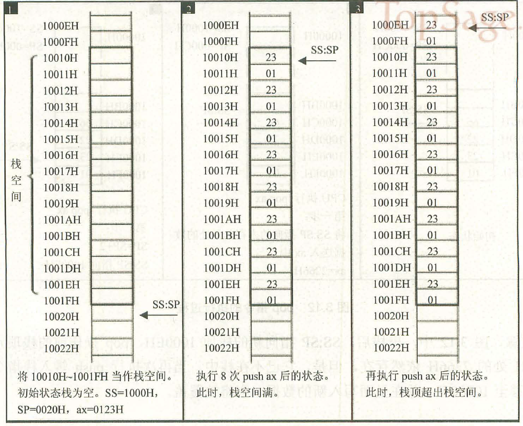 1
1000EH
1000FH
10010H
10011H
10012H
10013H
10014H
10015H
10016H
10017H
10018H
10019H
1001AH
1001BH
1001CH
1001DH
1001EH
1001FH
10020H
10021H
10022H
栈空间
SS:SP
将 10010H~1001FH 当作栈空间。
初始状态栈为空。SS=1000H,
SP=0020H, ax=0123H
2
1000EH
1000FH
10010H 23
SS:SP
10011H 01
10012H 23
10013H 01
10014H 23
10015H 01
10016H 23
10017H 01
10018H 23
10019H 01
1001AH 23
1001BH 01
1001CH 23
1001DH 01
1001EH 23
1001FH 01
10020H
10021H
10022H
执行 8 次 push ax 后的状态。
此时，栈空间满。
3
TopSage
SS:SP
1000EH 23
1000FH 01
10010H 23
10011H 01
10012H 23
10013H 01
10014H 23
10015H 01
10016H 23
10017H 01
10018H 23
10019H 01
1001AH 23
1001BH 01
1001CH 23
1001DH 01
1001EH 23
1001FH 01
10020H
10021H
10022H
再执行 push ax 后的状态。
此时，栈顶超出栈空间。